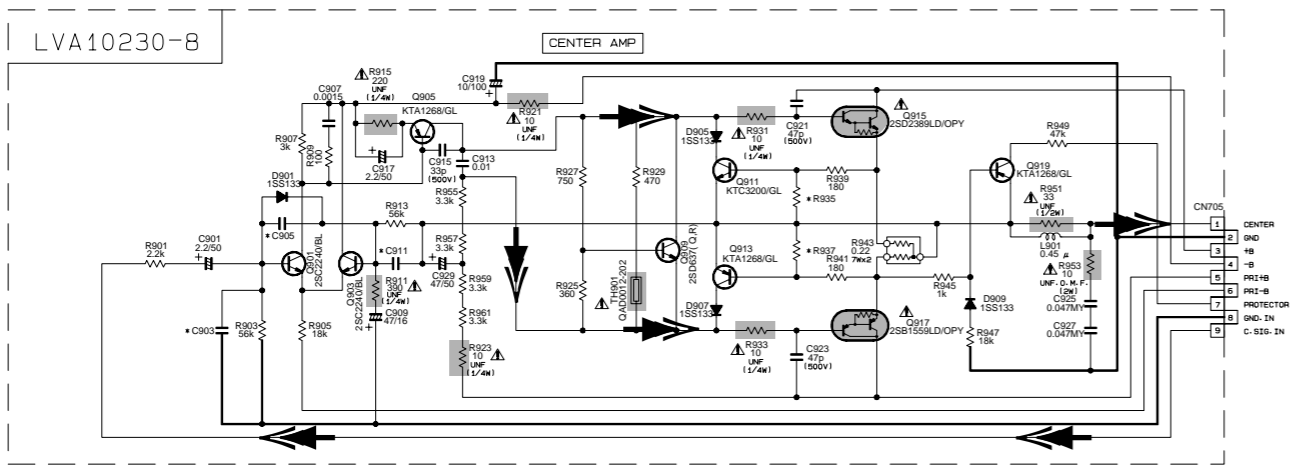 LVA10230-8
CENTER AMP
R915
220
UNF
(1/4W)
C907
0.0015
Q905
KTA1268/GL
C919
10/100
+
R921
10
UNF
(1/4W)
R907
3k
R909
100
+
C917
2.2/50
C915
33p
(500V)
C913
0.01
D901
1SS133
R955
3.3k
R913
56k
*C905
R901
2.2k
C901
2.2/50
+
Q901
2SC2240/BL
Q903
2SC2240/BL
*C911
R911
390
UNF
(1/4W)
C909
47/16
+
R957
3.3k
+
C929
47/50
R959
3.3k
R961
3.3k
R923
10
UNF
(1/4W)
*C903
R903
56k
R905
18k
R927
750
R929
470
R925
360
Q909
2SD637(Q,R)
TH901
QAD0012-202
D905
1SS133
R931
10
UNF
(1/4W)
C921
47p
(500V)
Q915
2SD2389LD/OPY
Q911
KTC3200/GL
R939
180
*R935
Q913
KTA1268/GL
*R937
R941
180
R943
0.22
7W×2
D907
1SS133
R933
10
UNF
(1/4W)
C923
47p
(500V)
Q917
2SB1559LD/OPY
R945
1k
D909
1SS133
R947
18k
R949
47k
Q919
KTA1268/GL
R951
33
UNF
(1/2W)
L901
0.45 μ
R953
10
UNF.O.M.F.
(2W)
C925
0.047MY
C927
0.047MY
CN705
1 CENTER
2 GND
3 +B
4 -B
5 PRI+B
6 PRI-B
7 PROTECTOR
8 GND.IN
9 C.SIG.IN